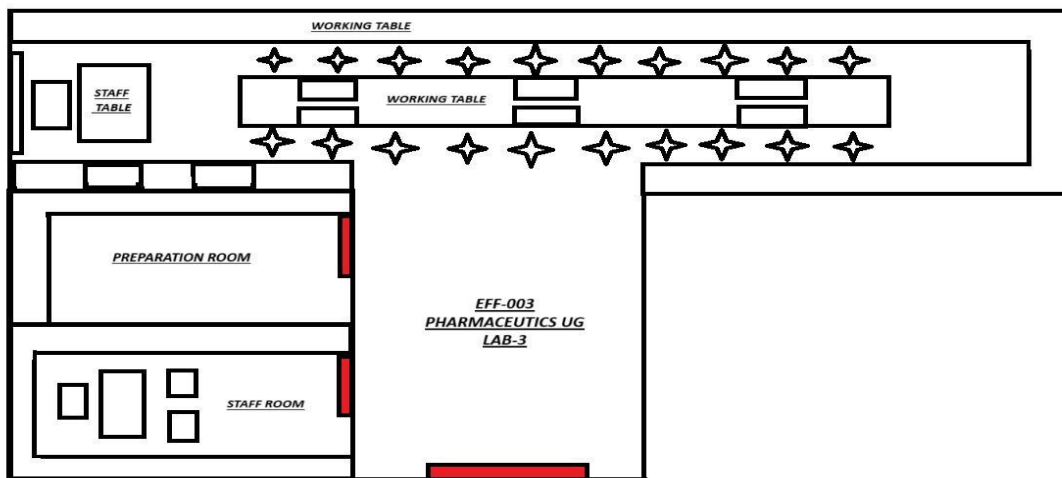 WORKING TABLE
STAFF
TABLE
WORKING TABLE
PREPARATION ROOM
EFF-003
PHARMACEUTICS UG
LAB-3
STAFF ROOM